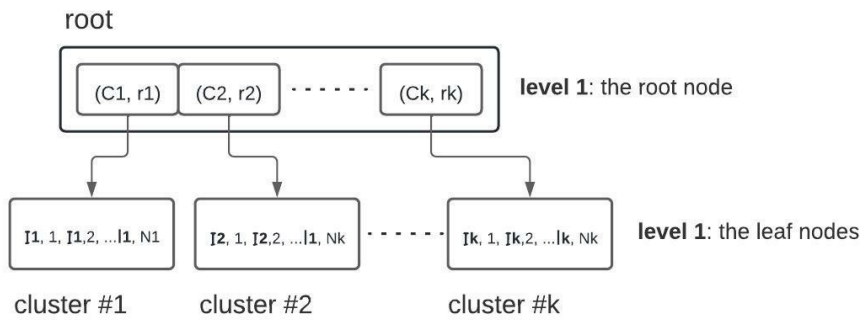 root
(C1, r1) (C2, r2) (Ck, rk)
level 1: the root node
I1, 1, I1,2, ...I1, N1
I2, 1, I2,2, ...I1, Nk
Ik, 1, Ik,2, ...Ik, Nk
level 1: the leaf nodes
cluster #1 cluster #2 cluster #k